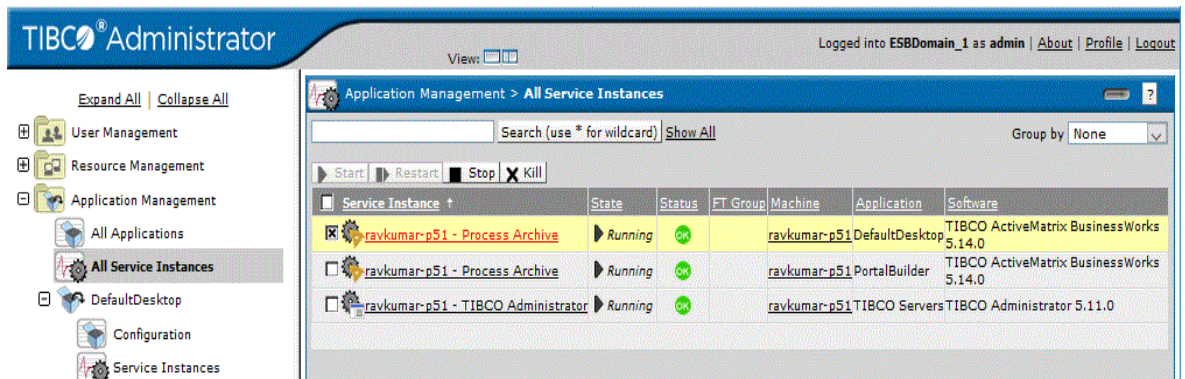 TIBCO® Administrator
View:
Logged into ESBDomain_1 as admin | About | Profile | Logout
Expand All | Collapse All
User Management
Resource Management
Application Management
All Applications
All Service Instances
DefaultDesktop
Configuration
Service Instances
Application Management > All Service Instances
?
Search (use * for wildcard) Show All
Group by None
Start Restart Stop Kill
Service Instance ↑ State Status FT Group Machine Application Software
ravkumar-p51 - Process Archive Running OK ravkumar-p51 DefaultDesktop TIBCO ActiveMatrix BusinessWorks
5.14.0
ravkumar-p51 - Process Archive Running OK ravkumar-p51 PortalBuilder TIBCO ActiveMatrix BusinessWorks
5.14.0
ravkumar-p51 - TIBCO Administrator Running OK ravkumar-p51 TIBCO Servers TIBCO Administrator 5.11.0